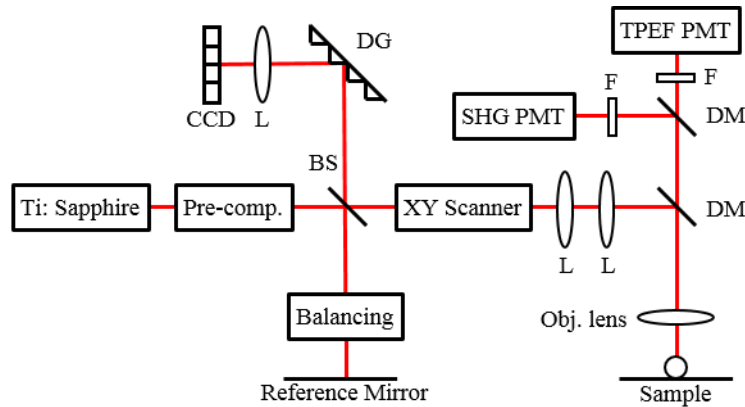 TPEF PMT
DG
F
F
SHG PMT
DM
CCD
L
BS
Ti: Sapphire
Pre-comp.
XY Scanner
DM
L
L
Balancing
Obj. lens
Reference Mirror
Sample